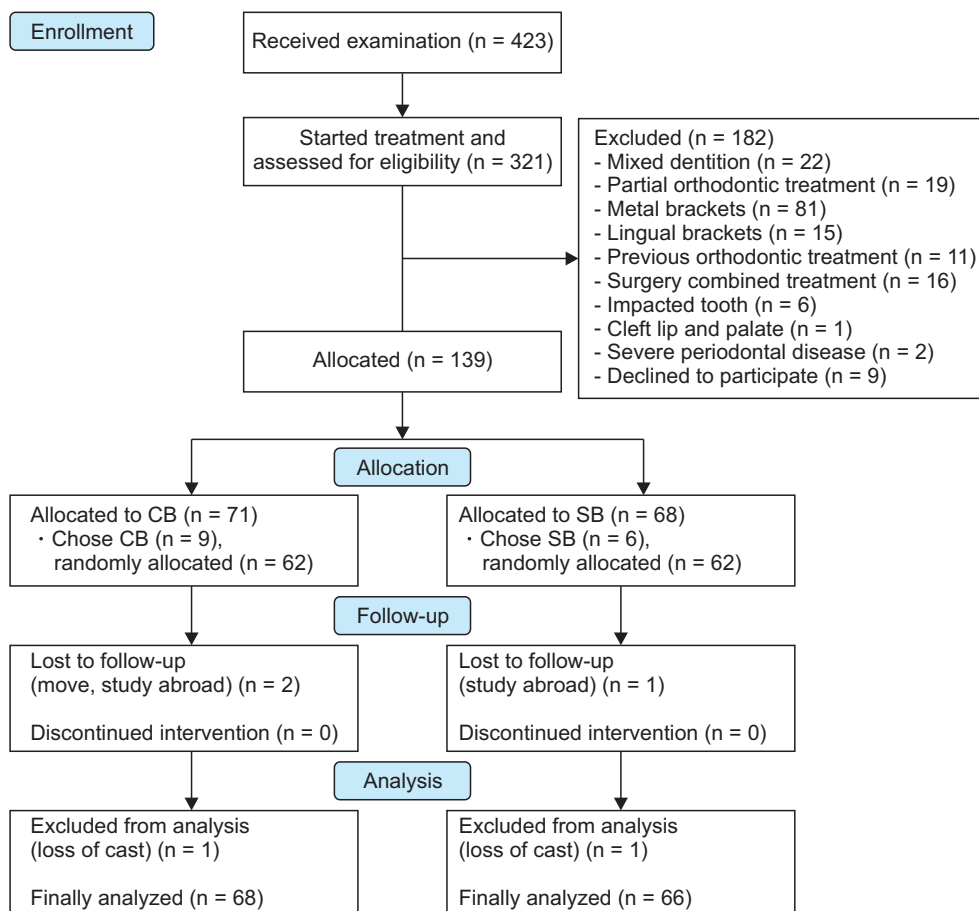 Enrollment
Received examination (n = 423)
Started treatment and
assessed for eligibility (n = 321)
Excluded (n = 182)
- Mixed dentition (n = 22)
- Partial orthodontic treatment (n = 19)
- Metal brackets (n = 81)
- Lingual brackets (n = 15)
- Previous orthodontic treatment (n = 11)
- Surgery combined treatment (n = 16)
- Impacted tooth (n = 6)
- Cleft lip and palate (n = 1)
- Severe periodontal disease (n = 2)
- Declined to participate (n = 9)
Allocated (n = 139)
Allocation
Allocated to CB (n = 71)
· Chose CB (n = 9),
randomly allocated (n = 62)
Allocated to SB (n = 68)
· Chose SB (n = 6),
randomly allocated (n = 62)
Follow-up
Lost to follow-up
(move, study abroad) (n = 2)
Discontinued intervention (n = 0)
Lost to follow-up
(study abroad) (n = 1)
Discontinued intervention (n = 0)
Analysis
Excluded from analysis
(loss of cast) (n = 1)
Finally analyzed (n = 68)
Excluded from analysis
(loss of cast) (n = 1)
Finally analyzed (n = 66)